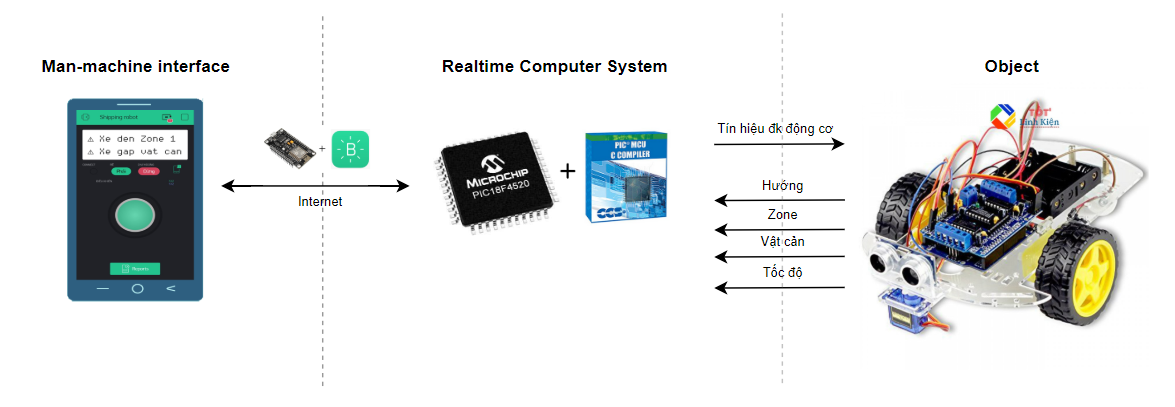 Man-machine interface
Realtime Computer System
Object
Shipping robot
⚠ Xe den Zone 1
⚠ Xe gap vat can
Reports
B
+
Internet
MICROCHIP
PIC18F4520
+
PIC® MCU
C COMPILER
CCS
Tín hiệu đk động cơ
Hướng
Zone
Vật cản
Tốc độ
TỐT
Linh Kiện